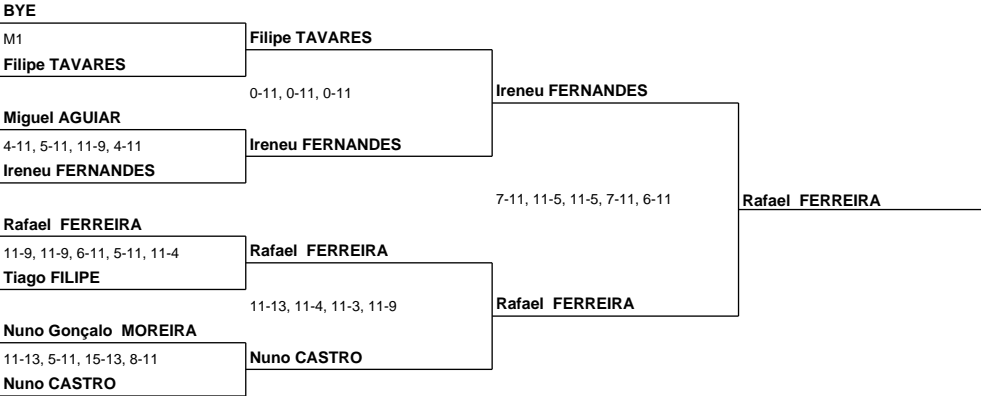 BYE
M1
Filipe TAVARES
Filipe TAVARES
0-11, 0-11, 0-11
Ireneu FERNANDES
Miguel AGUIAR
4-11, 5-11, 11-9, 4-11
Ireneu FERNANDES
Ireneu FERNANDES
7-11, 11-5, 11-5, 7-11, 6-11
Rafael FERREIRA
Rafael FERREIRA
11-9, 11-9, 6-11, 5-11, 11-4
Rafael FERREIRA
Tiago FILIPE
11-13, 11-4, 11-3, 11-9
Rafael FERREIRA
Nuno Gonçalo MOREIRA
11-13, 5-11, 15-13, 8-11
Nuno CASTRO
Nuno CASTRO